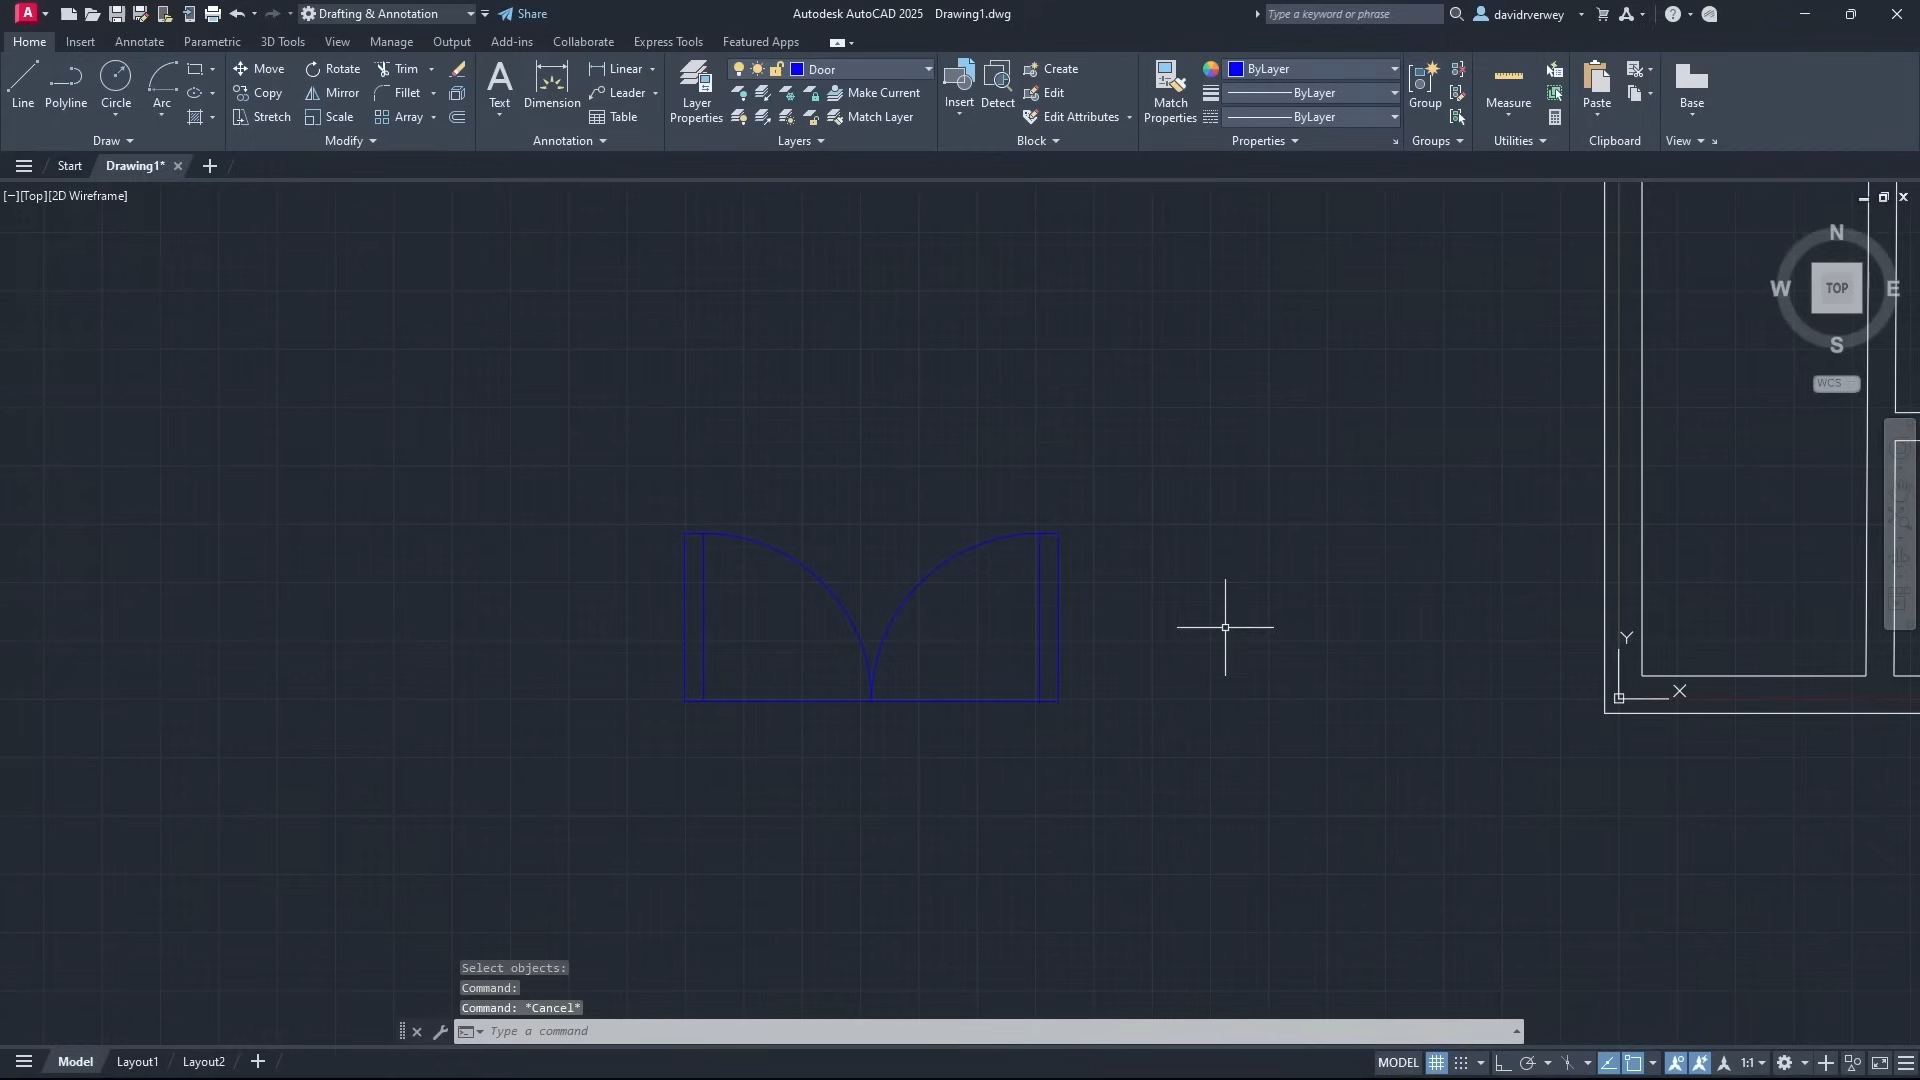 A Drafting & Annotation Share Autodesk AutoCAD 2025 Drawing1.dwg Type a keyword or phrase davidrverwey
Home Insert Annotate Parametric 3D Tools View Manage Output Add-ins Collaborate Express Tools Featured Apps
Line Polyline Circle Arc
Move Rotate Trim
Copy Mirror Fillet
Stretch Scale Array
Text Dimension
Linear
Leader
Table
Layer Properties
Door
Make Current
Match Layer
Insert Detect
Create
Edit
Edit Attributes
Match Properties
ByLayer
ByLayer
ByLayer
Group
Measure
Paste
Base
Draw Modify Annotation Layers Block Properties Groups Utilities Clipboard View
Start Drawing1*
[−][Top][2D Wireframe]
N
W TOP E
S
WCS
Y
X
Select objects:
Command:
Command: *Cancel*
Type a command
Model Layout1 Layout2 MODEL 1:1